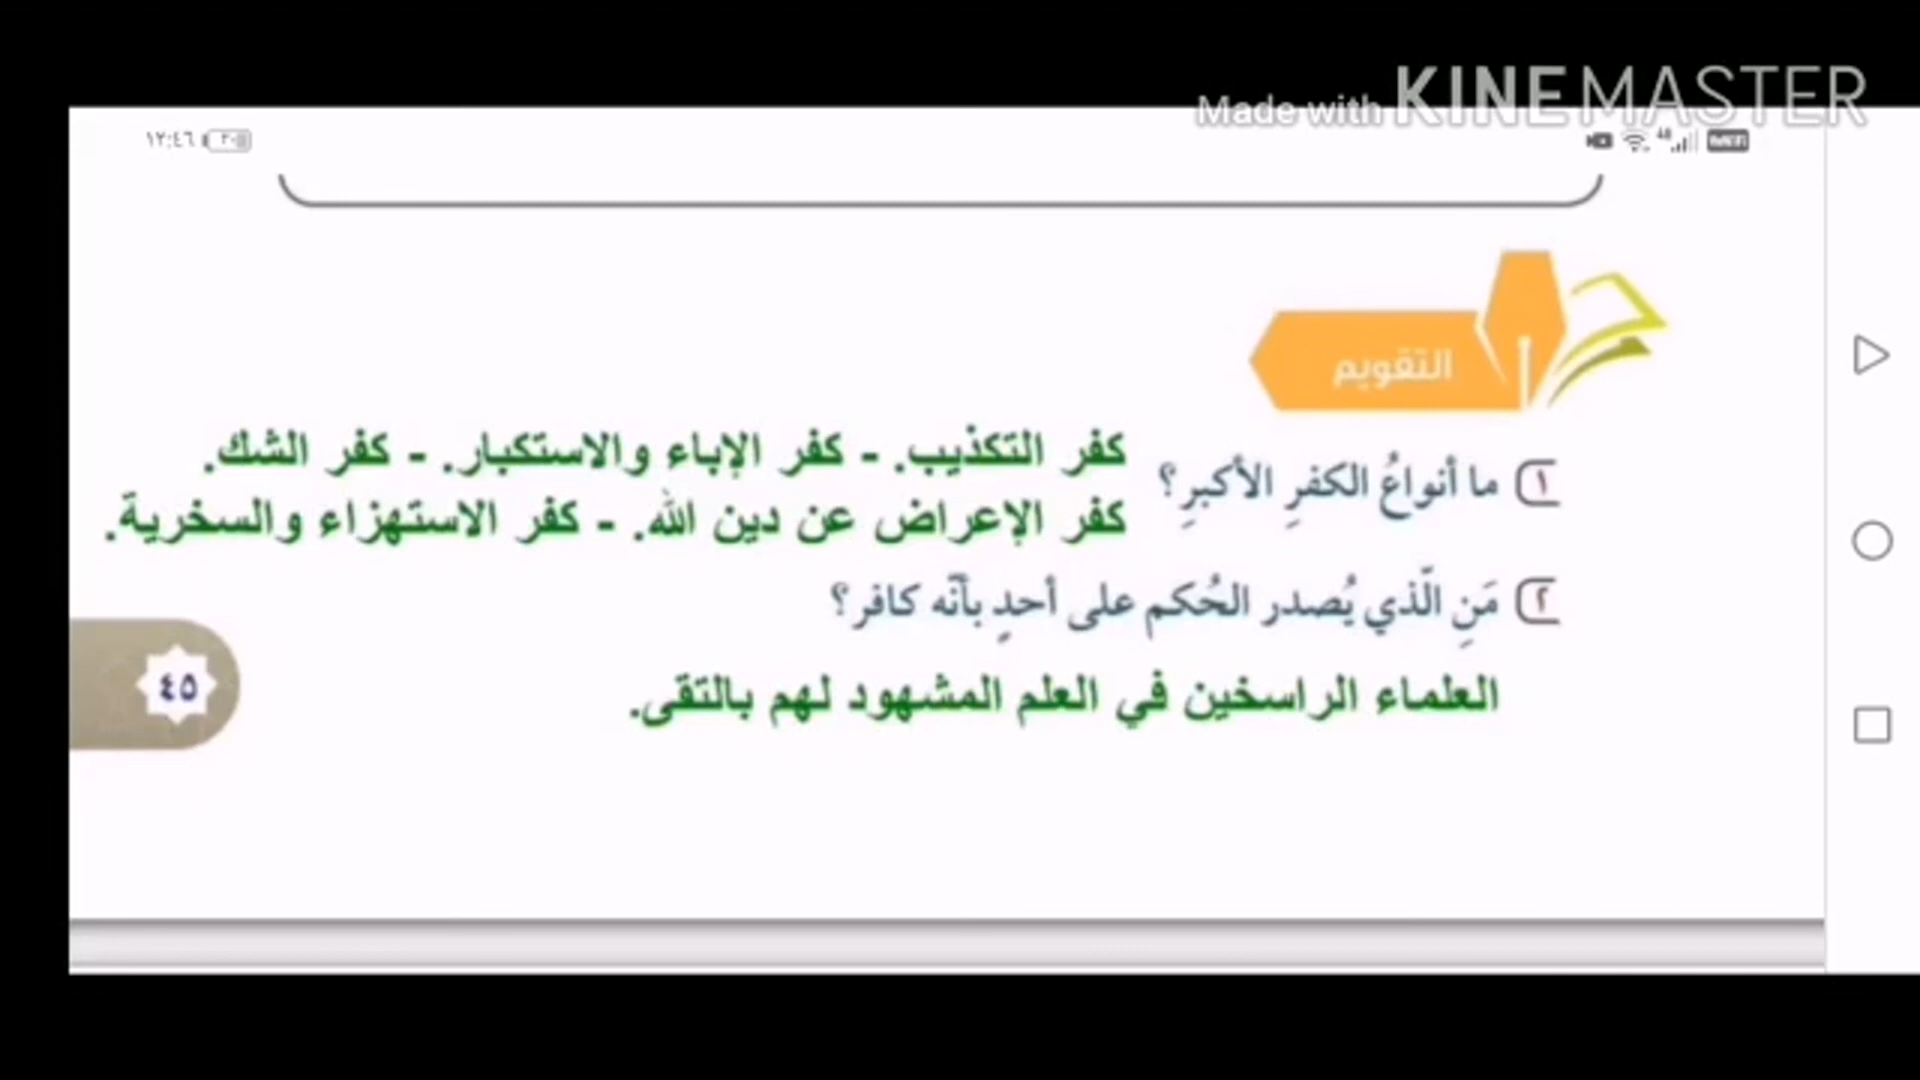 Made with KINEMASTER
١٢:٤٦
التقويم
١ ما أنواعُ الكفرِ الأكبرِ؟
كفر التكذيب. - كفر الإباء والاستكبار. - كفر الشك.
كفر الإعراض عن دين الله. - كفر الاستهزاء والسخرية.
٢ مَنِ الّذي يُصدر الحُكم على أحدٍ بأنّه كافر؟
العلماء الراسخين في العلم المشهود لهم بالتقى.
٤٥